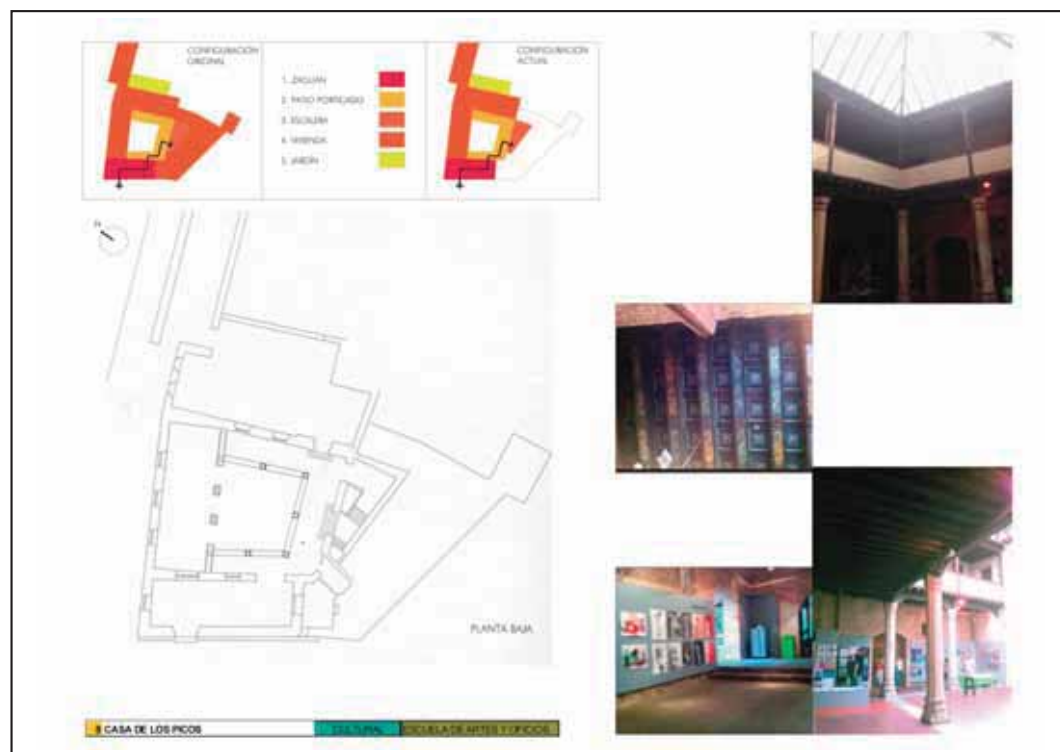 CONFIGURACIÓN
ORIGINAL
1. ZAGUÁN
2. PATIO PORTICADO
3. ESCALERA
4. VIVIENDA
5. JARDÍN
CONFIGURACIÓN
ACTUAL
N
PLANTA BAJA
8 CASA DE LOS PICOS
CULTURAL
ESCUELA DE ARTES Y OFICIOS